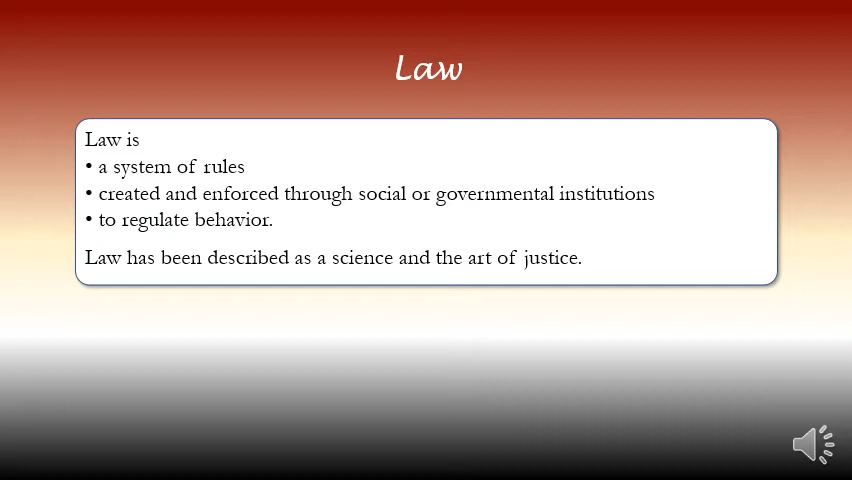 Law
Law is
• a system of rules
• created and enforced through social or governmental institutions
• to regulate behavior.
Law has been described as a science and the art of justice.